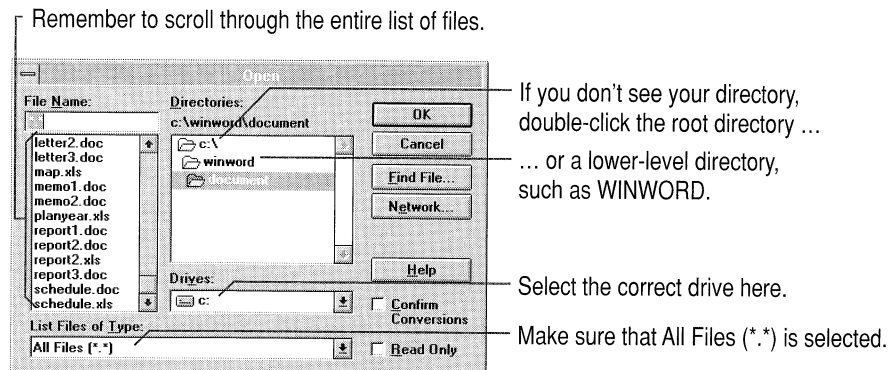 Remember to scroll through the entire list of files.
Open
File Name:
letter2.doc
letter3.doc
map.xls
memo1.doc
memo2.doc
planyear.xls
report1.doc
report2.doc
report2.xls
report3.doc
schedule.doc
schedule.xls
List Files of Type:
All Files (*.*)
Directories:
c:\winword\document
c:\
winword
document
Drives:
c:
OK
Cancel
Find File...
Network...
Help
Confirm
Conversions
Read Only
If you don't see your directory,
double-click the root directory ...
... or a lower-level directory,
such as WINWORD.
Select the correct drive here.
Make sure that All Files (*.*) is selected.